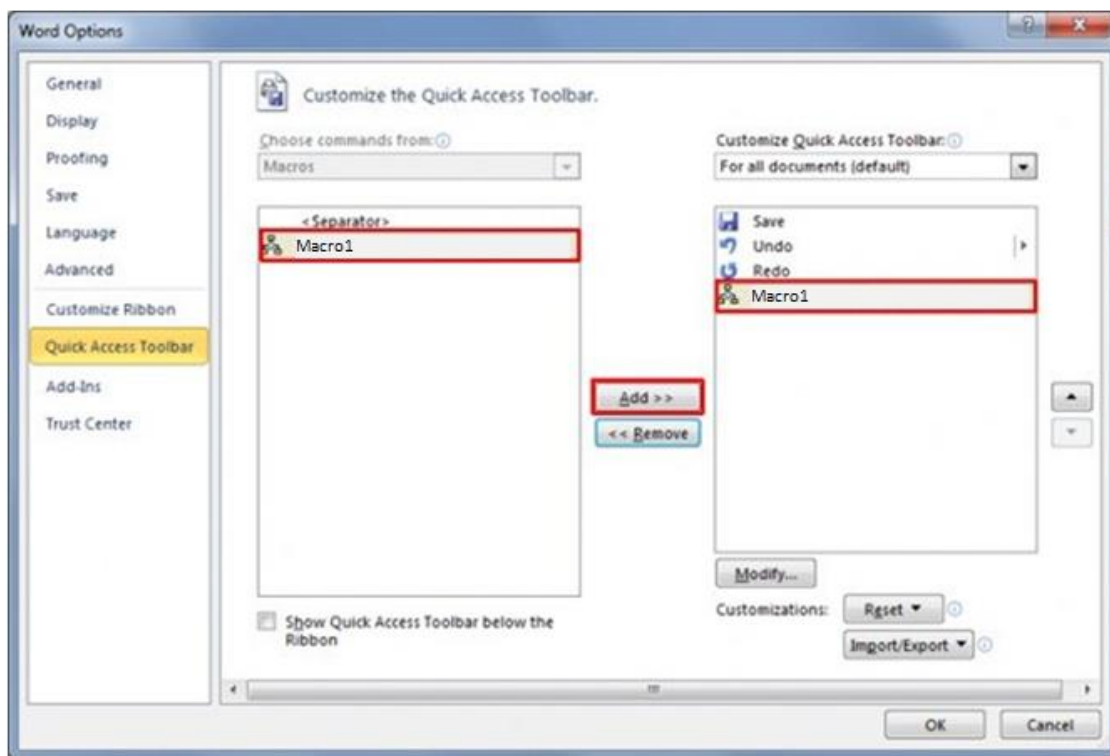 Word Options
General
Display
Proofing
Save
Language
Advanced
Customize Ribbon
Quick Access Toolbar
Add-Ins
Trust Center
Customize the Quick Access Toolbar.
Choose commands from:
Macros
<Separator>
Macro1
Show Quick Access Toolbar below the
Ribbon
Add >>
<< Remove
Customize Quick Access Toolbar:
For all documents (default)
Save
Undo
Redo
Macro1
Modify...
Customizations:
Reset
Import/Export
OK
Cancel